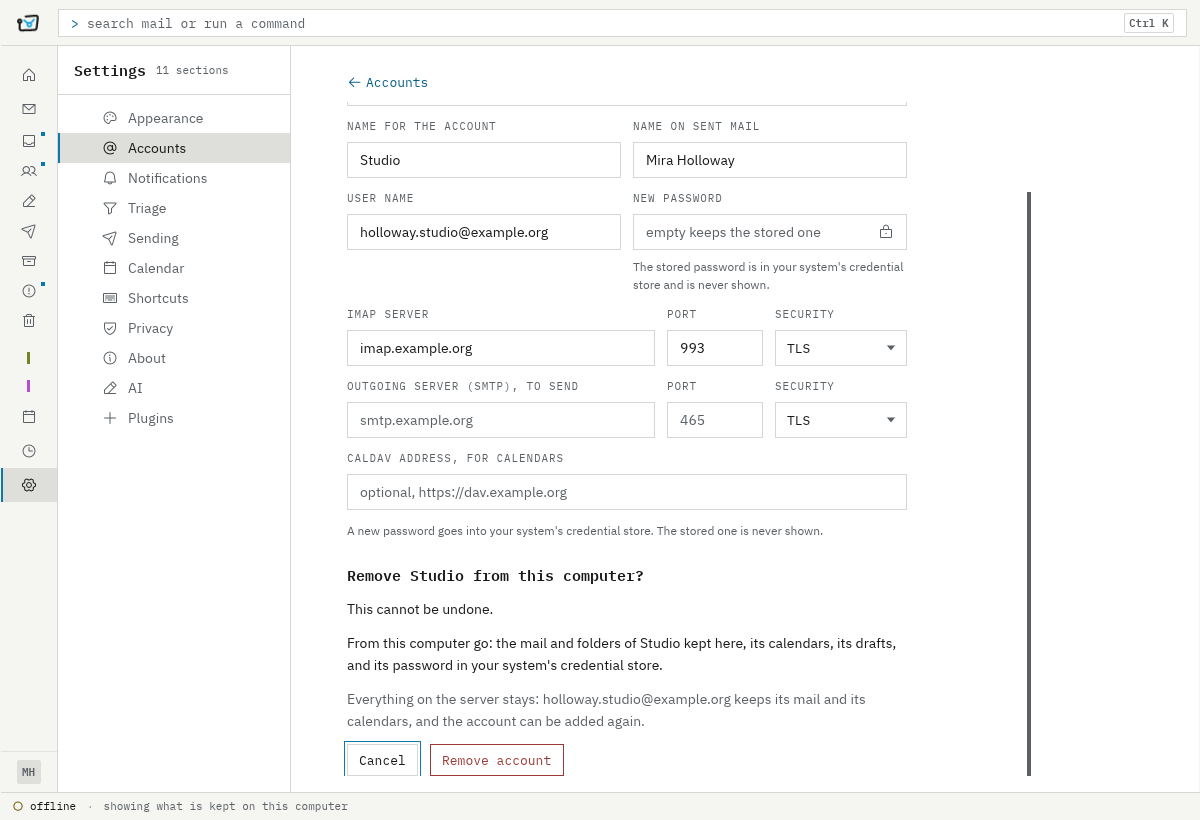 > search mail or run a command
Ctrl K
Settings 11 sections
Appearance
Accounts
Notifications
Triage
Sending
Calendar
Shortcuts
Privacy
About
AI
Plugins
← Accounts
NAME FOR THE ACCOUNT
NAME ON SENT MAIL
Studio
Mira Holloway
USER NAME
NEW PASSWORD
holloway.studio@example.org
empty keeps the stored one
The stored password is in your system's credential
store and is never shown.
IMAP SERVER
PORT
SECURITY
imap.example.org
993
TLS
OUTGOING SERVER (SMTP), TO SEND
PORT
SECURITY
smtp.example.org
465
TLS
CALDAV ADDRESS, FOR CALENDARS
optional, https://dav.example.org
A new password goes into your system's credential store. The stored one is never shown.
Remove Studio from this computer?
This cannot be undone.
From this computer go: the mail and folders of Studio kept here, its calendars, its drafts,
and its password in your system's credential store.
Everything on the server stays: holloway.studio@example.org keeps its mail and its
calendars, and the account can be added again.
Cancel
Remove account
MH
offline · showing what is kept on this computer